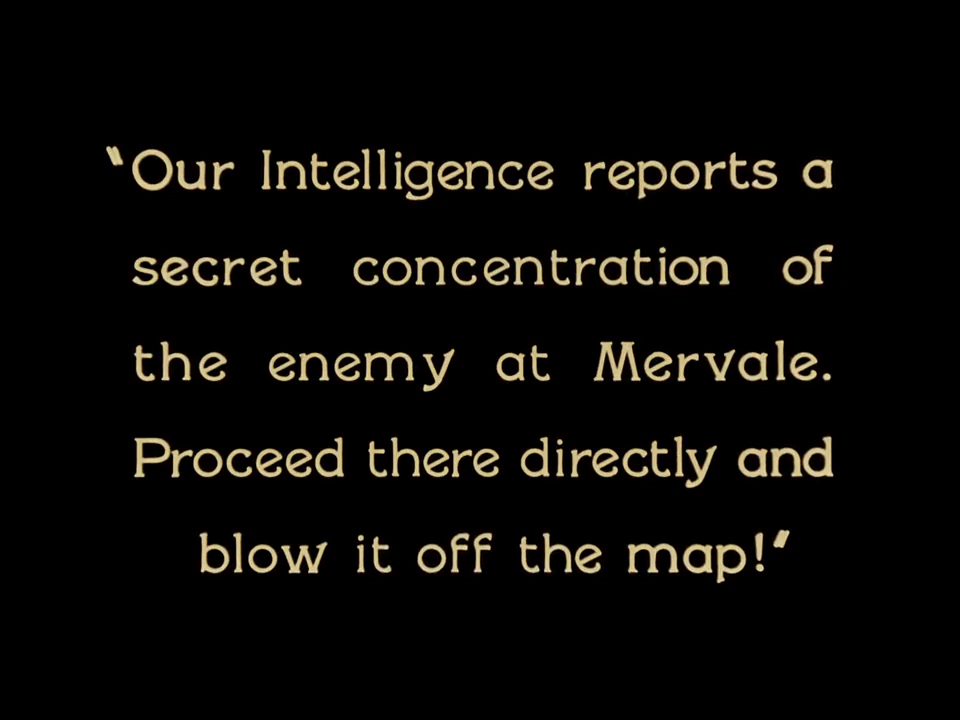 “Our Intelligence reports a
secret concentration of
the enemy at Mervale.
Proceed there directly and
blow it off the map!”